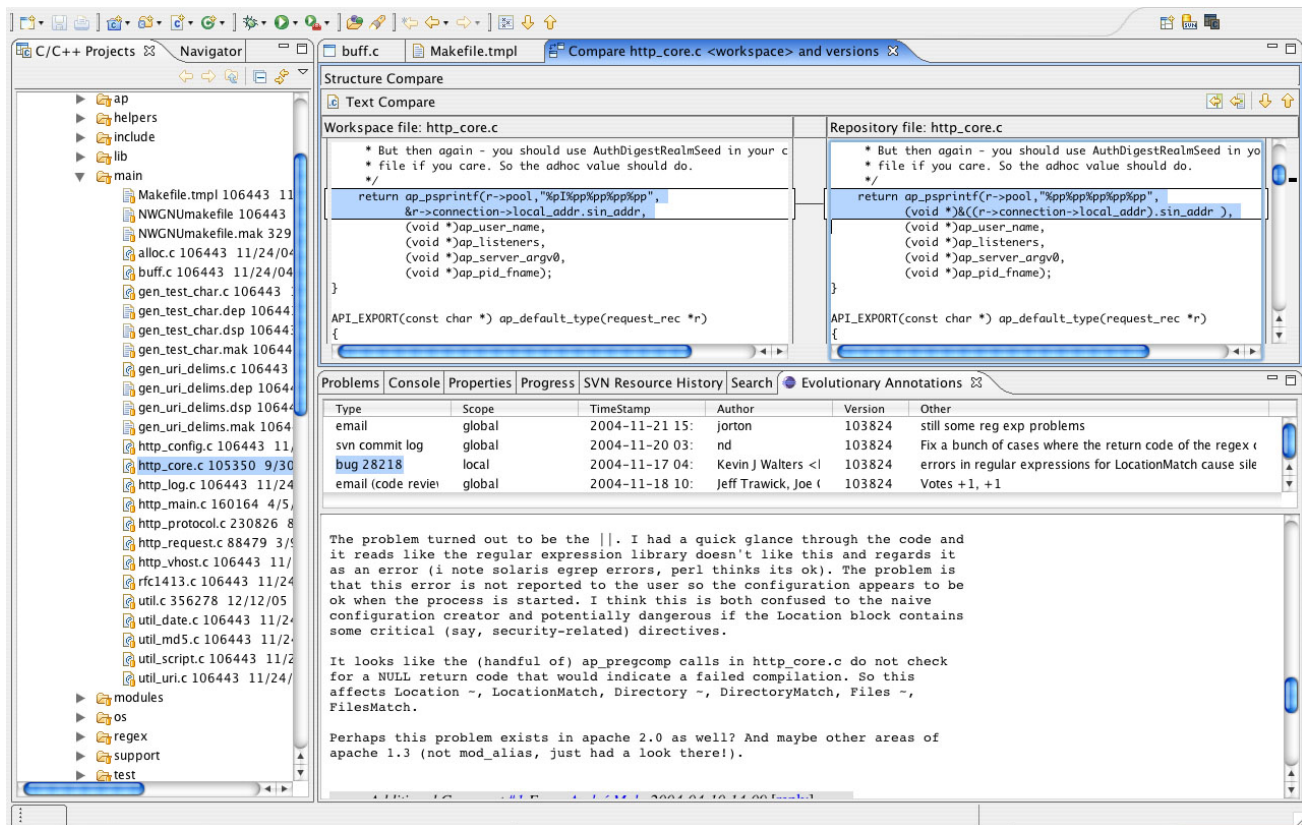 C/C++ Projects
Navigator
ap
helpers
include
lib
main
Makefile.tmpl 106443 11
NWGNUmakefile 106443
NWGNUmakefile.mak 329
alloc.c 106443 11/24/04
buff.c 106443 11/24/04
gen_test_char.c 106443
gen_test_char.dep 10644
gen_test_char.dsp 10644
gen_test_char.mak 10644
gen_uri_delims.c 106443
gen_uri_delims.dep 1064
gen_uri_delims.dsp 1064
gen_uri_delims.mak 1064
http_config.c 106443 11/
http_core.c 105350 9/30
http_log.c 106443 11/24
http_main.c 160164 4/5/
http_protocol.c 230826 8
http_request.c 88479 3/9
http_vhost.c 106443 11/
rfc1413.c 106443 11/24
util.c 356278 12/12/05
util_date.c 106443 11/24
util_md5.c 106443 11/24
util_script.c 106443 11/2
util_uri.c 106443 11/24/
modules
os
regex
support
test
buff.c
Makefile.tmpl
Compare http_core.c <workspace> and versions
Structure Compare
Text Compare
Workspace file: http_core.c
* But then again - you should use AuthDigestRealmSeed in your c
* file if you care. So the adhoc value should do.
*/
return ap_psprintf(r->pool,"%pI%pp%pp%pp%pp",
&r->connection->local_addr.sin_addr,
(void *)ap_user_name,
(void *)ap_listeners,
(void *)ap_server_argv0,
(void *)ap_pid_fname);
}
API_EXPORT(const char *) ap_default_type(request_rec *r)
{
Repository file: http_core.c
* But then again - you should use AuthDigestRealmSeed in yo
* file if you care. So the adhoc value should do.
*/
return ap_psprintf(r->pool,"%pp%pp%pp%pp%pp",
(void *)&((r->connection->local_addr).sin_addr ),
(void *)ap_user_name,
(void *)ap_listeners,
(void *)ap_server_argv0,
(void *)ap_pid_fname);
}
API_EXPORT(const char *) ap_default_type(request_rec *r)
{
Problems Console Properties Progress SVN Resource History Search Evolutionary Annotations
Type Scope TimeStamp Author Version Other
email global 2004-11-21 15: jorton 103824 still some reg exp problems
svn commit log global 2004-11-20 03: nd 103824 Fix a bunch of cases where the return code of the regex c
bug 28218 local 2004-11-17 04: Kevin J Walters < 103824 errors in regular expressions for LocationMatch cause sile
email (code review global 2004-11-18 10: Jeff Trawick, Joe 103824 Votes +1, +1
The problem turned out to be the ||. I had a quick glance through the code and
it reads like the regular expression library doesn't like this and regards it
as an error (i note solaris egrep errors, perl thinks its ok). The problem is
that this error is not reported to the user so the configuration appears to be
ok when the process is started. I think this is both confused to the naive
configuration creator and potentially dangerous if the Location block contains
some critical (say, security-related) directives.
It looks like the (handful of) ap_pregcomp calls in http_core.c do not check
for a NULL return code that would indicate a failed compilation. So this
affects Location ~, LocationMatch, Directory ~, DirectoryMatch, Files ~,
FilesMatch.
Perhaps this problem exists in apache 2.0 as well? And maybe other areas of
apache 1.3 (not mod_alias, just had a look there!).